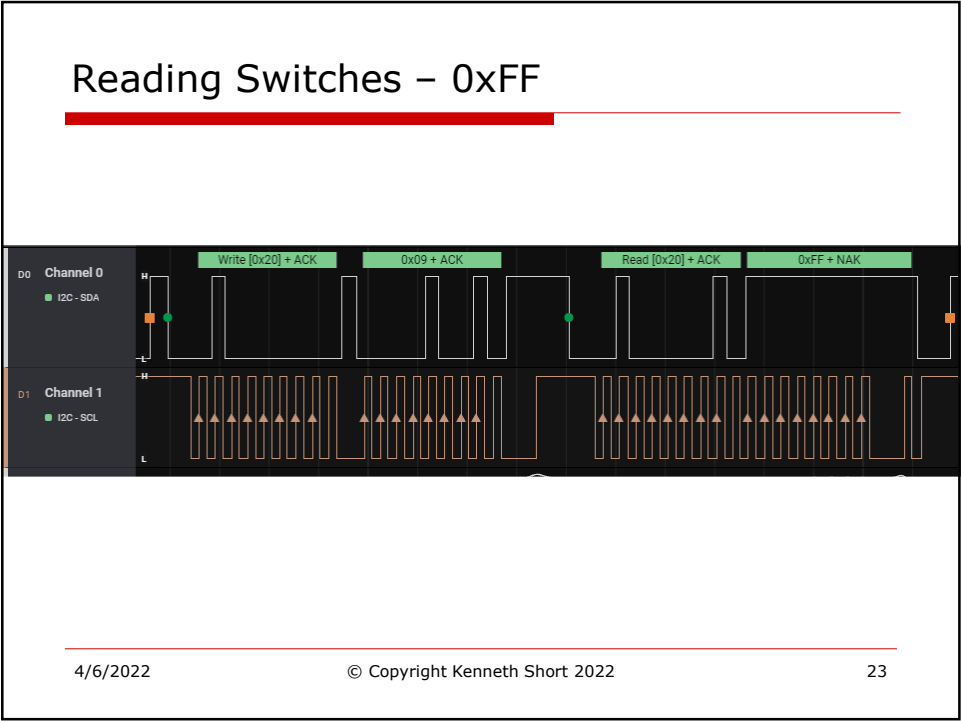 Reading Switches – 0xFF
Write [0x20] + ACK
0x09 + ACK
Read [0x20] + ACK
0xFF + NAK
D0 Channel 0
I2C - SDA
H
L
D1 Channel 1
I2C - SCL
H
L
4/6/2022 © Copyright Kenneth Short 2022 23